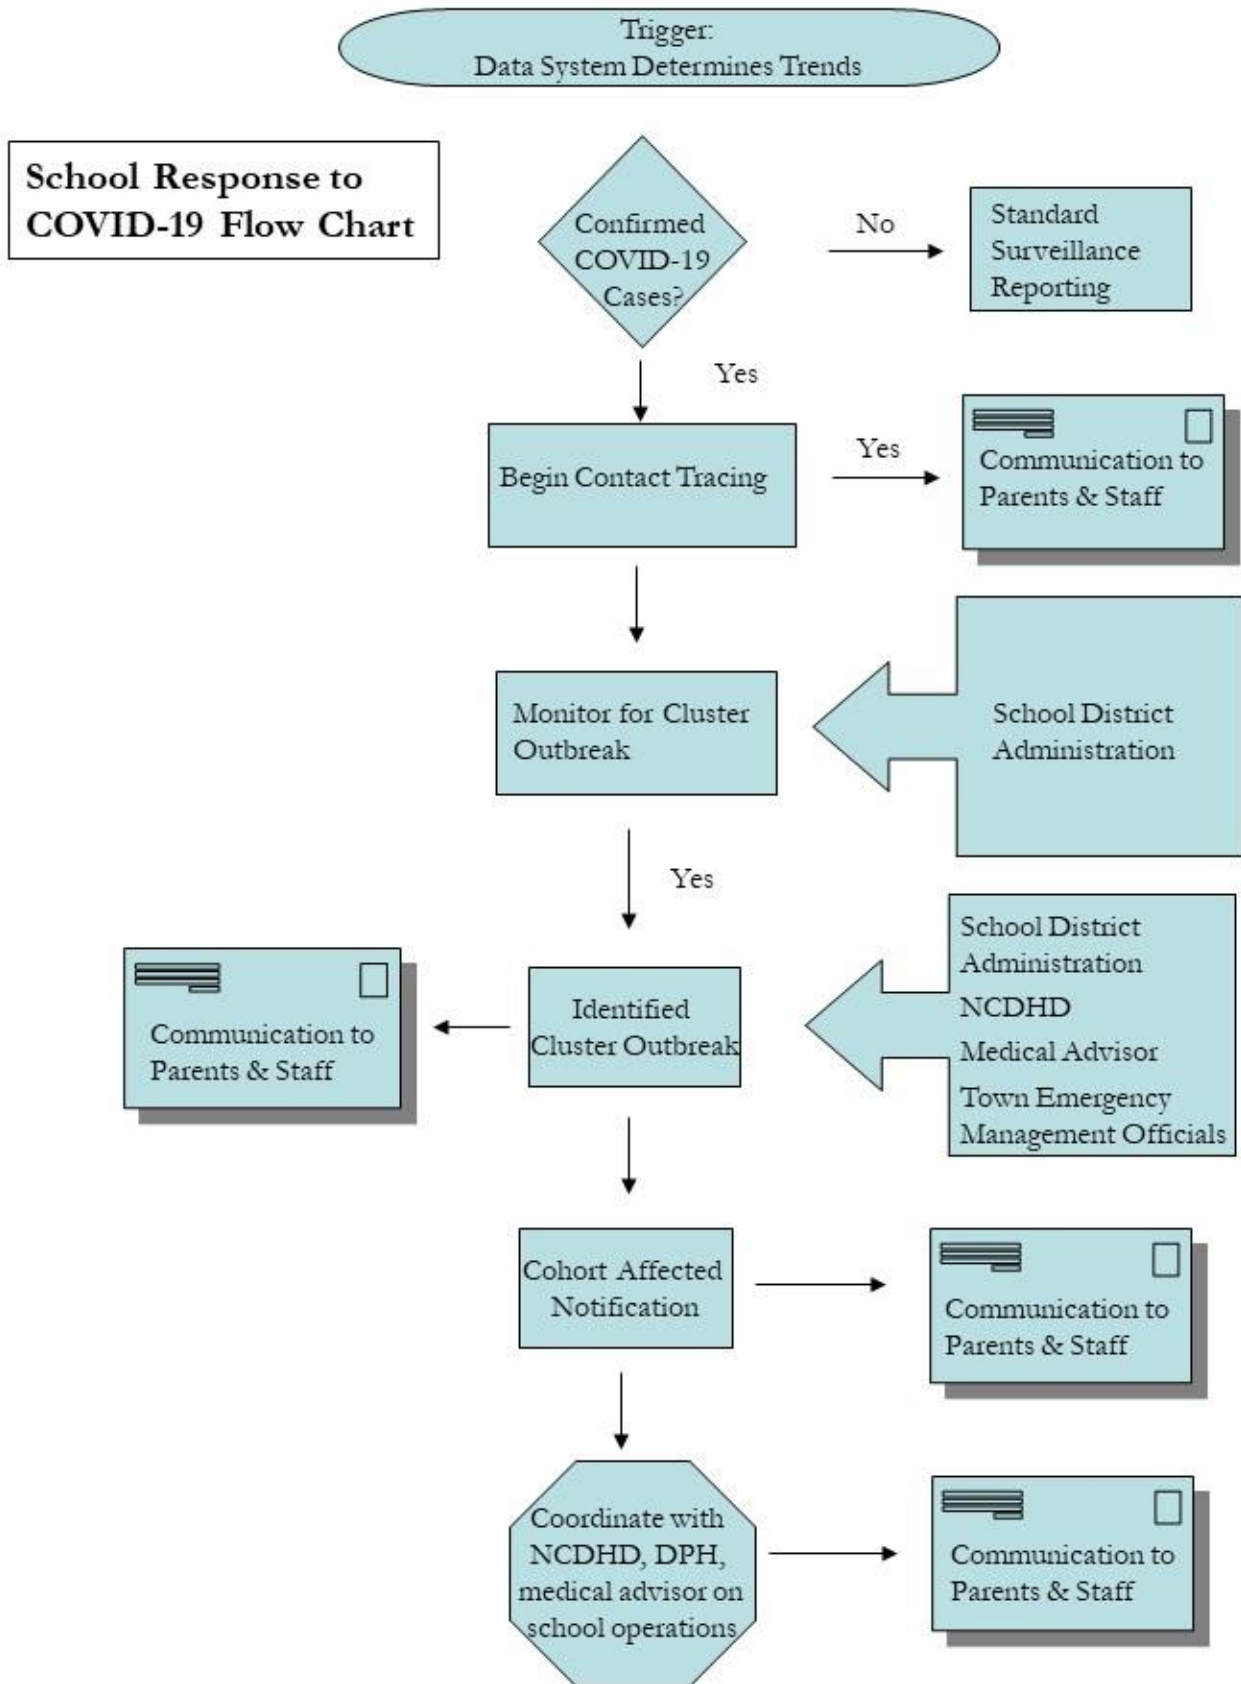 Trigger:
Data System Determines Trends
School Response to
COVID-19 Flow Chart
Confirmed
COVID-19
Cases?
No
Standard
Surveillance
Reporting
Yes
Begin Contact Tracing
Yes
Communication to
Parents & Staff
Monitor for Cluster
Outbreak
School District
Administration
Yes
Communication to
Parents & Staff
Identified
Cluster Outbreak
School District
Administration
NCDHD
Medical Advisor
Town Emergency
Management Officials
Cohort Affected
Notification
Communication to
Parents & Staff
Coordinate with
NCDHD, DPH,
medical advisor on
school operations
Communication to
Parents & Staff